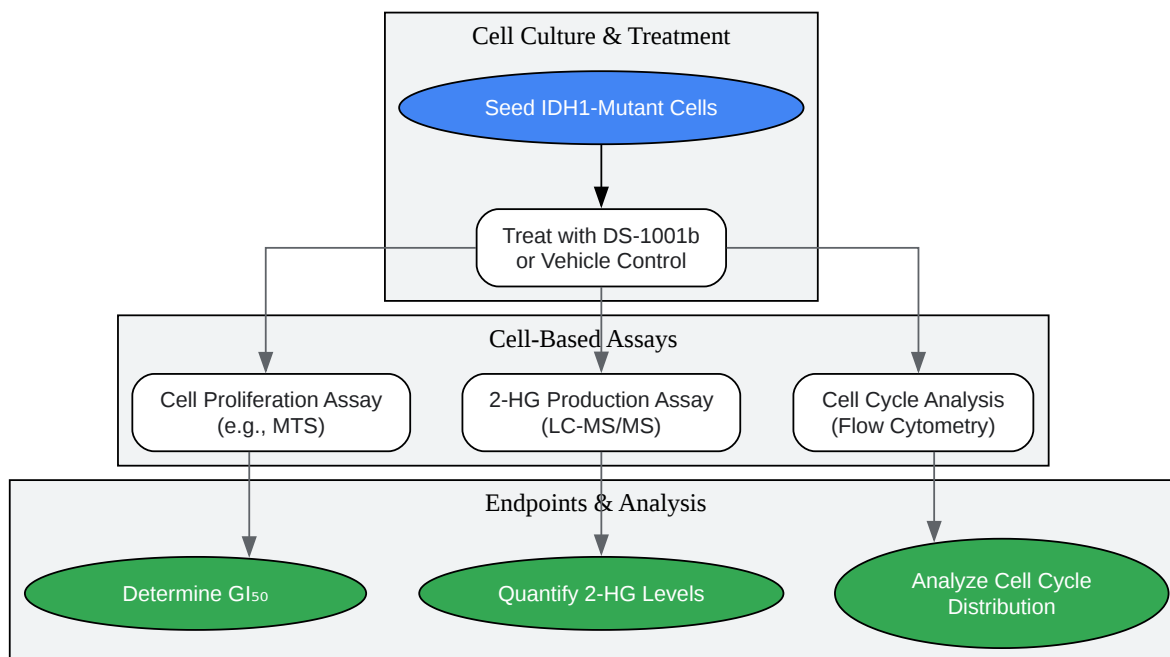 Cell Culture & Treatment
Seed IDH1-Mutant Cells
Treat with DS-1001b
or Vehicle Control
Cell-Based Assays
Cell Proliferation Assay
(e.g., MTS)
2-HG Production Assay
(LC-MS/MS)
Cell Cycle Analysis
(Flow Cytometry)
Endpoints & Analysis
Determine GI₅₀
Quantify 2-HG Levels
Analyze Cell Cycle
Distribution